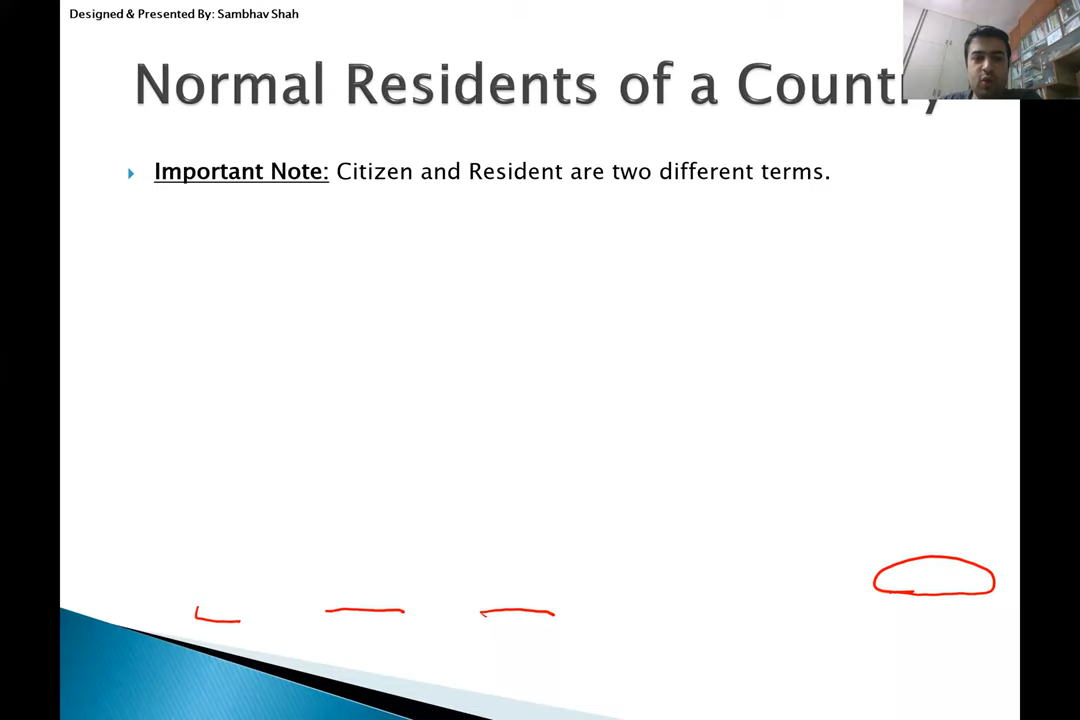 Designed & Presented By: Sambhav Shah
Normal Residents of a Country
Important Note: Citizen and Resident are two different terms.